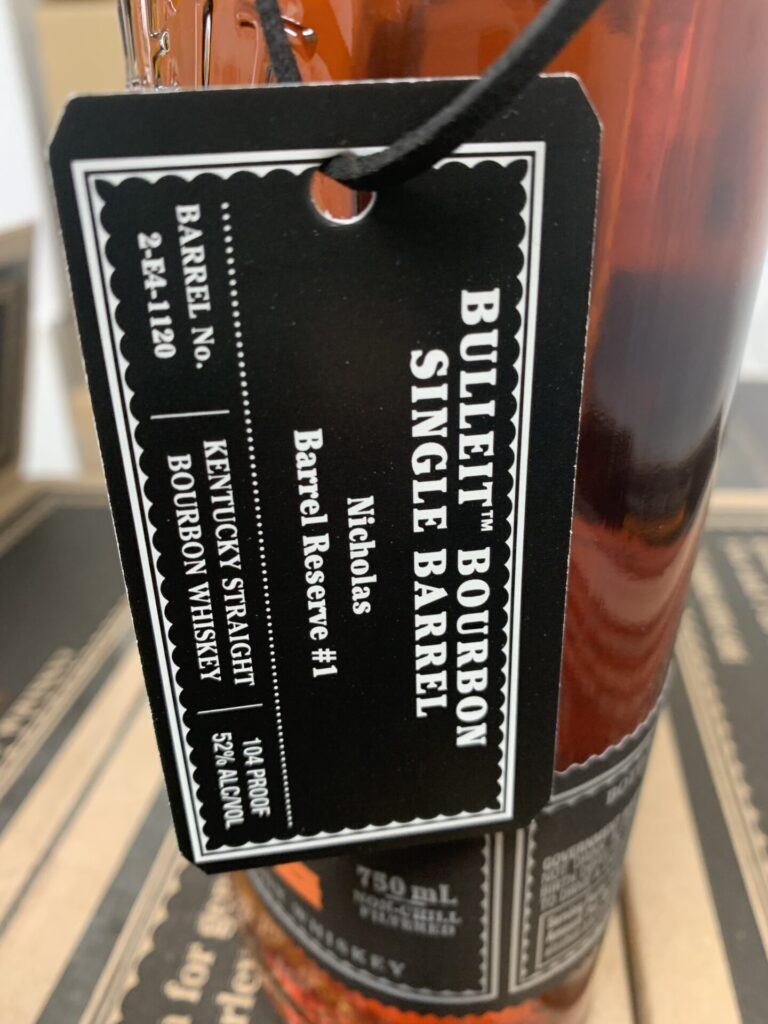 BULLEIT™ BOURBON
SINGLE BARREL
Nicholas
Barrel Reserve #1
BARREL No.
2-E4-1120
KENTUCKY STRAIGHT
BOURBON WHISKEY
104 PROOF
52% ALC/VOL
750 mL
NON-CHILL
FILTERED
WHISKEY